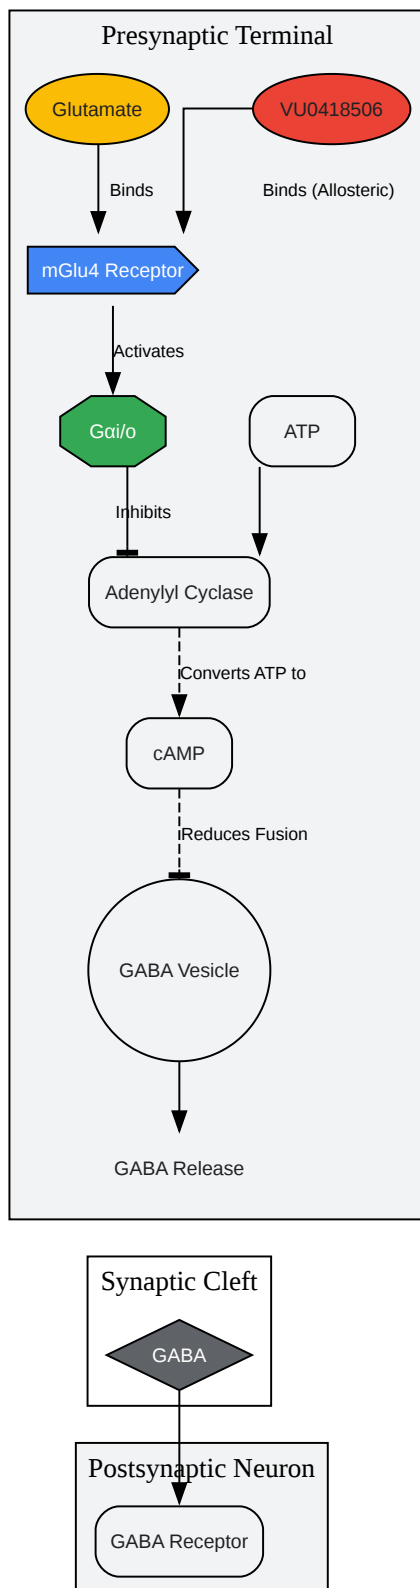 Presynaptic Terminal
Glutamate
VU0418506
Binds
Binds (Allosteric)
mGlu4 Receptor
Activates
Gαi/o
ATP
Inhibits
Adenylyl Cyclase
Converts ATP to
cAMP
Reduces Fusion
GABA Vesicle
GABA Release
Synaptic Cleft
GABA
Postsynaptic Neuron
GABA Receptor